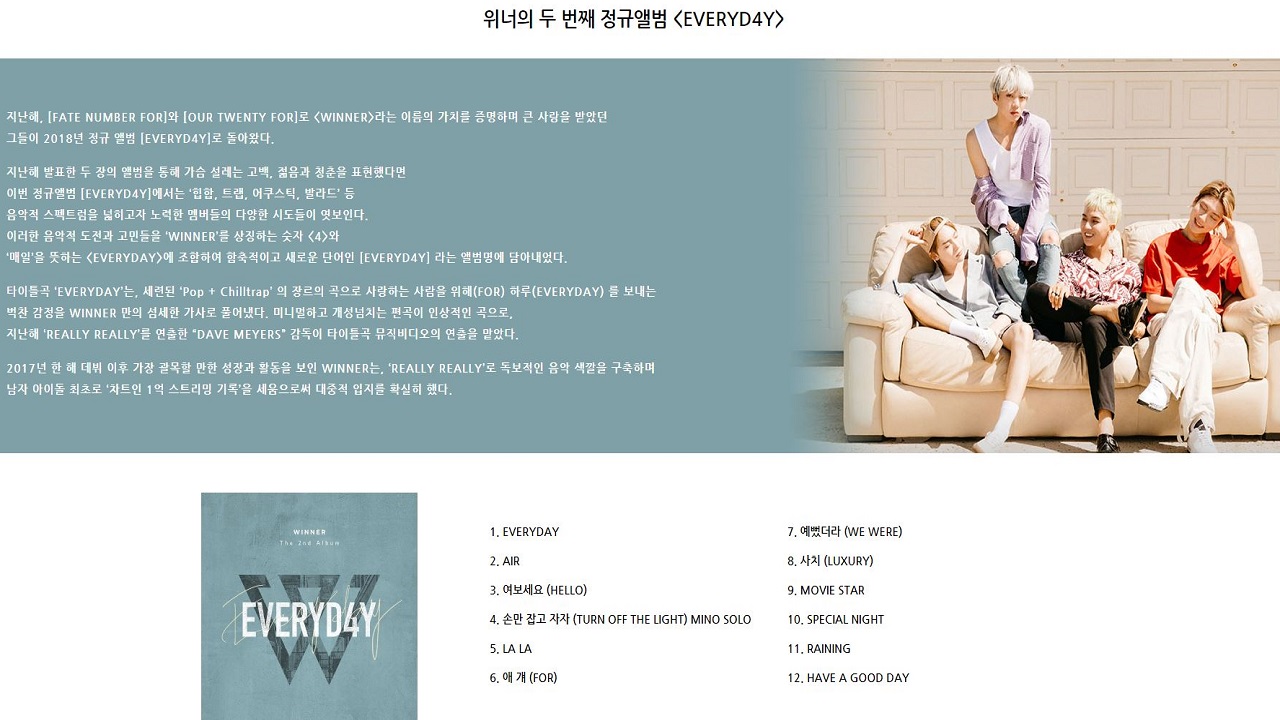 위너의 두 번째 정규앨범 <EVERYD4Y>
지난해, [FATE NUMBER FOR]와 [OUR TWENTY FOR]로 <WINNER>라는 이름의 가치를 증명하며 큰 사랑을 받았던
그들이 2018년 정규 앨범 [EVERYD4Y]로 돌아왔다.
지난해 발표한 두 장의 앨범을 통해 가슴 설레는 고백, 젊음과 청춘을 표현했다면
이번 정규앨범 [EVERYD4Y]에서는 ‘힙합, 트랩, 어쿠스틱, 발라드’ 등
음악적 스펙트럼을 넓히고자 노력한 멤버들의 다양한 시도들이 엿보인다.
이러한 음악적 도전과 고민들을 ‘WINNER’를 상징하는 숫자 <4>와
‘매일’을 뜻하는 <EVERYDAY>에 조합하여 함축적이고 새로운 단어인 [EVERYD4Y] 라는 앨범명에 담아내었다.
타이틀곡 ‘EVERYDAY’는, 세련된 ‘Pop + Chilltrap’ 의 장르의 곡으로 사랑하는 사람을 위해(FOR) 하루(EVERYDAY) 를 보내는
벅찬 감정을 WINNER 만의 섬세한 가사로 풀어냈다. 미니멀하고 개성넘치는 편곡이 인상적인 곡으로,
지난해 ‘REALLY REALLY’를 연출한 “DAVE MEYERS” 감독이 타이틀곡 뮤직비디오의 연출을 맡았다.
2017년 한 해 데뷔 이후 가장 괄목할 만한 성장과 활동을 보인 WINNER는, ‘REALLY REALLY’로 독보적인 음악 색깔을 구축하며
남자 아이돌 최초로 ‘차트인 1억 스트리밍 기록’을 세움으로써 대중적 입지를 확실히 했다.
WINNER
The 2nd Album
EVERYD4Y
1. EVERYDAY
2. AIR
3. 여보세요 (HELLO)
4. 손만 잡고 자자 (TURN OFF THE LIGHT) MINO SOLO
5. LA LA
6. 애 걔 (FOR)
7. 예뻤더라 (WE WERE)
8. 사치 (LUXURY)
9. MOVIE STAR
10. SPECIAL NIGHT
11. RAINING
12. HAVE A GOOD DAY